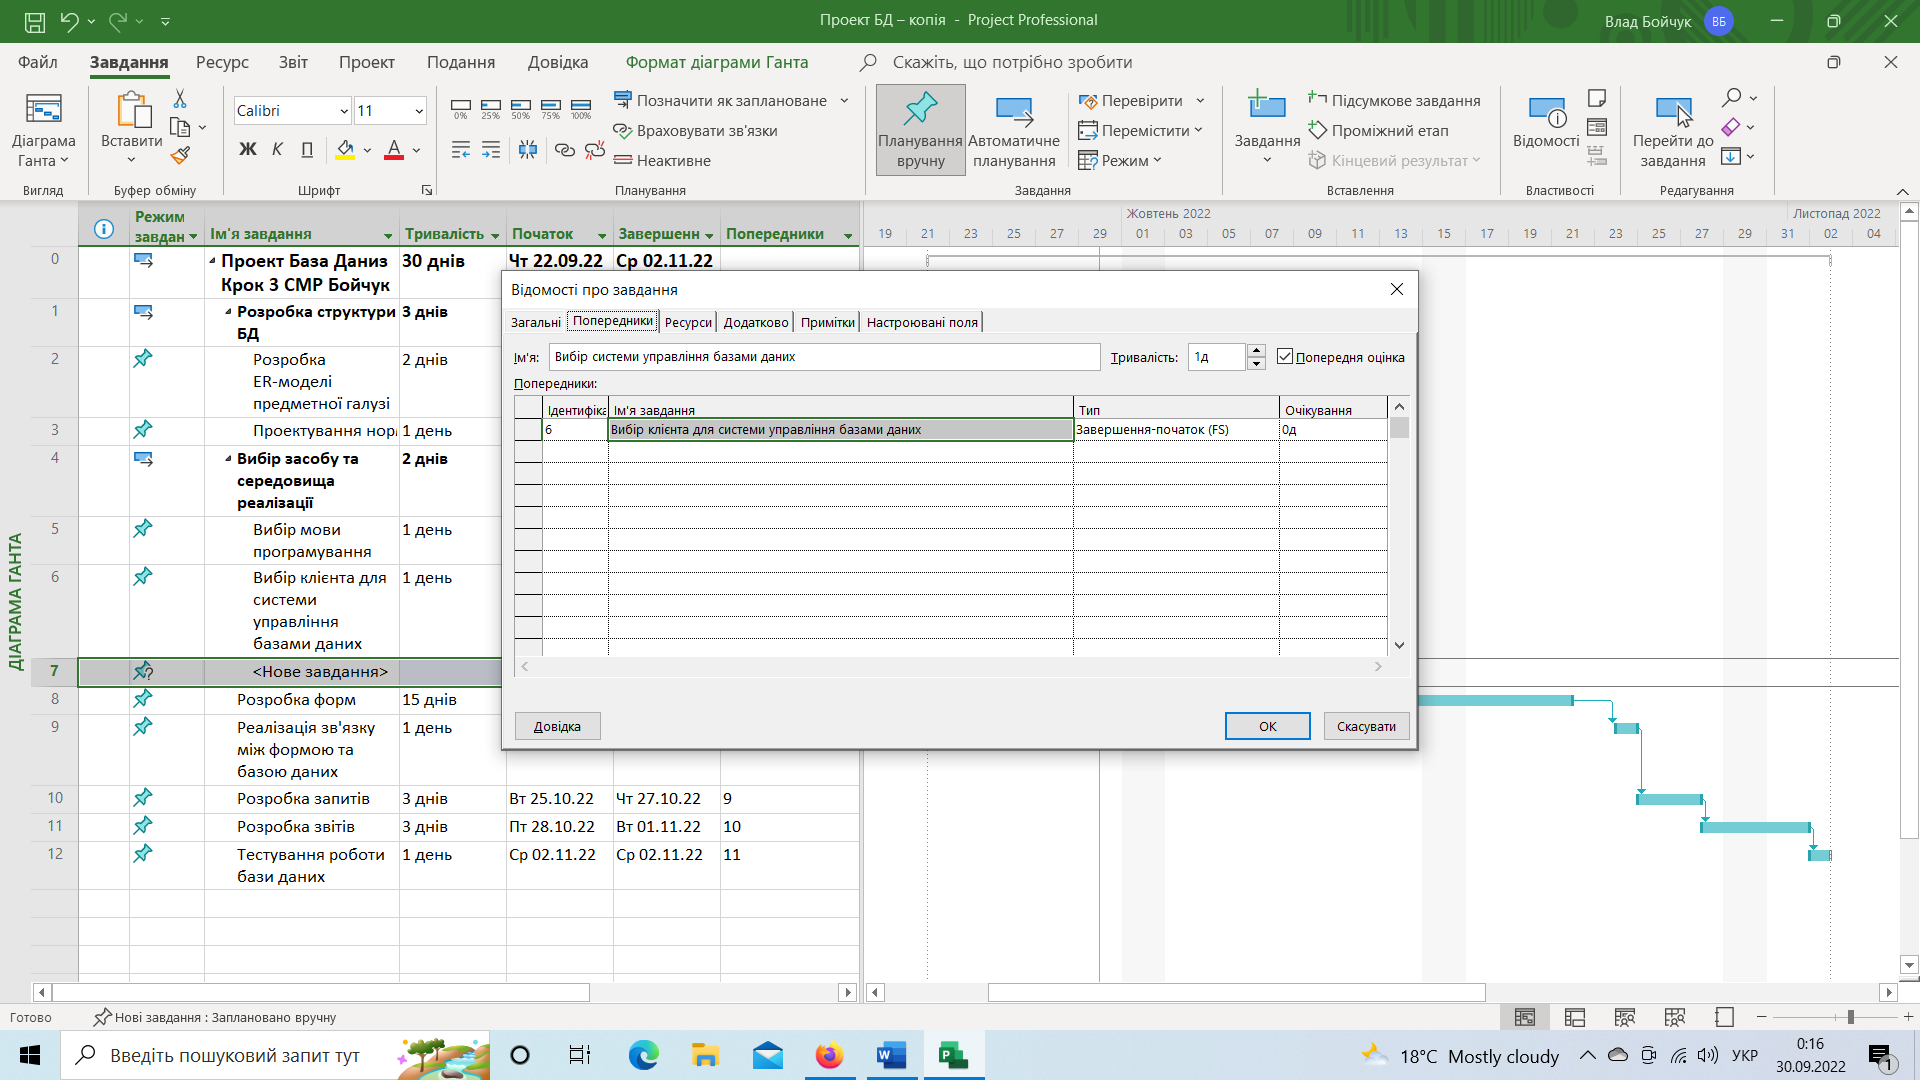 Проект БД – копія - Project Professional
Влад Бойчук ВБ
Файл Завдання Ресурс Звіт Проект Подання Довідка Формат діаграми Ганта Скажіть, що потрібно зробити
Діаграма Ганта
Вигляд
Вставити
Буфер обміну
Calibri 11
Ж К П А
Шрифт
0% 25% 50% 75% 100%
Позначити як заплановане
Враховувати зв'язки
Неактивне
Планування
Планування вручну
Автоматичне планування
Перевірити
Перемістити
Режим
Завдання
Завдання
Підсумкове завдання
Проміжний етап
Кінцевий результат
Вставлення
Відомості
Властивості
Перейти до завдання
Редагування
Режим завдан Ім'я завдання Тривалість Початок Завершенн Попередники
Жовтень 2022 Листопад 2022
19 21 23 25 27 29 01 03 05 07 09 11 13 15 17 19 21 23 25 27 29 31 02 04
0 Проект База Даниз 30 днів Чт 22.09.22 Ср 02.11.22
Крок 3 СМР Бойчук
1 Розробка структури 3 днів
БД
2 Розробка 2 днів
ER-моделі
предметної галузі
3 Проектування нор 1 день
4 Вибір засобу та 2 днів
середовища
реалізації
5 Вибір мови 1 день
програмування
6 Вибір клієнта для 1 день
системи
управління
базами даних
7 <Нове завдання>
8 Розробка форм 15 днів
9 Реалізація зв'язку 1 день
між формою та
базою даних
10 Розробка запитів 3 днів Вт 25.10.22 Чт 27.10.22 9
11 Розробка звітів 3 днів Пт 28.10.22 Вт 01.11.22 10
12 Тестування роботи 1 день Ср 02.11.22 Ср 02.11.22 11
бази даних
ДІАГРАМА ГАНТА
Відомості про завдання
Загальні Попередники Ресурси Додатково Примітки Настроювані поля
Ім'я: Вибір системи управління базами даних Тривалість: 1д Попередня оцінка
Попередники:
Ідентифіка Ім'я завдання Тип Очікування
6 Вибір клієнта для системи управління базами даних Завершення-початок (FS) 0д
Довідка ОК Скасувати
Готово Нові завдання : Заплановано вручну
Введіть пошуковий запит тут
18°C Mostly cloudy УКР 0:16
30.09.2022
1